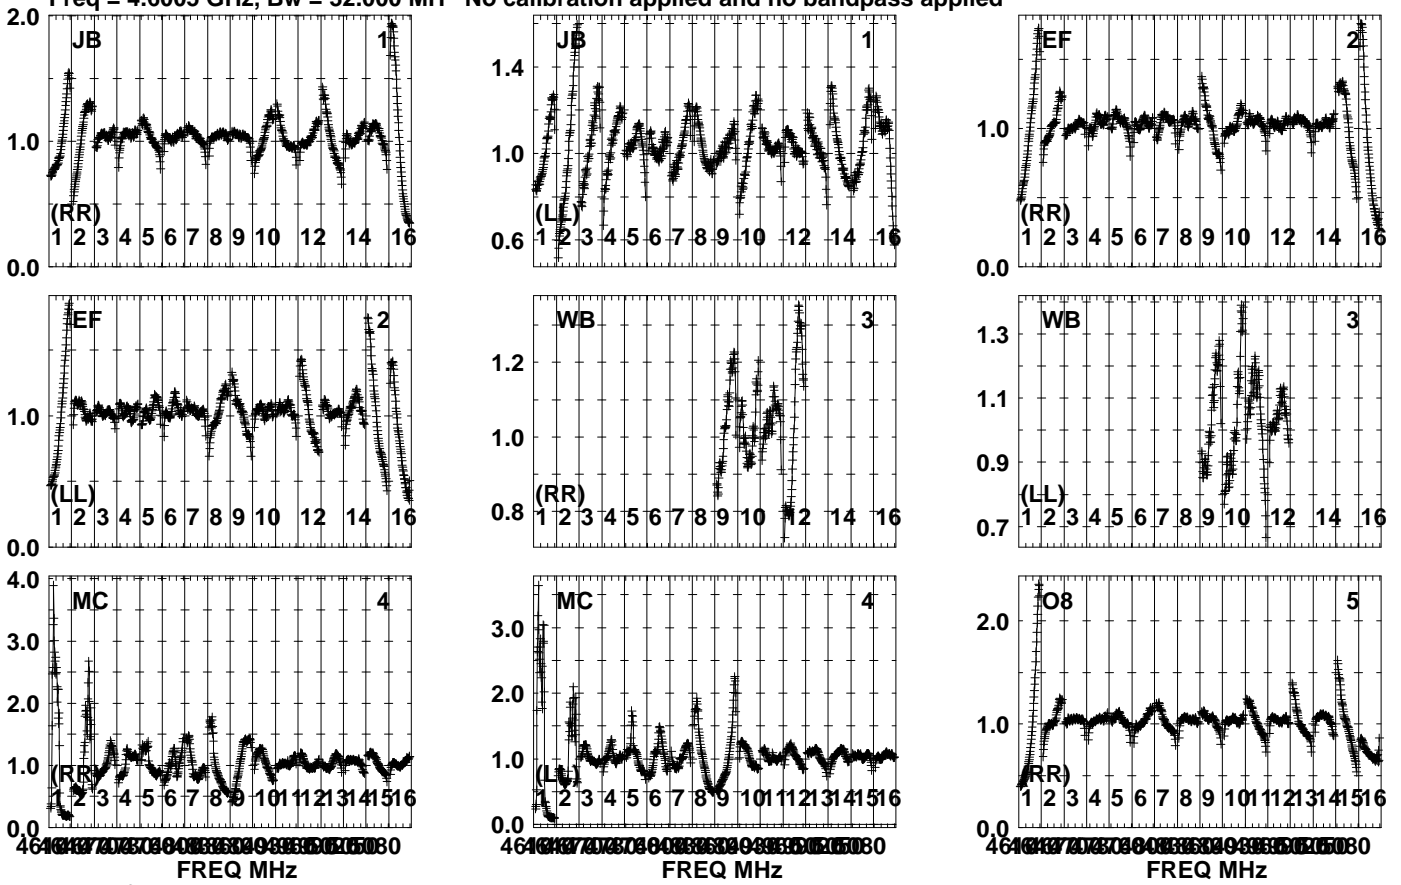 Freq = 4.6005 GHz, Bw = 32.000 MH No calibration applied and no bandpass applied
2.0 JB 1
1.0
(RR)
1 2 3 4 5 6 7 8 9 10 12 14 16
0.0
JB 1
1.4
1.0
(LL)
0.6
1 2 3 4 5 6 7 8 9 10 12 14 16
EF 2
1.0
(RR)
1 2 3 4 5 6 7 8 9 10 12 14 16
0.0
EF 2
1.0
(LL)
1 2 3 4 5 6 7 8 9 10 12 14 16
0.0
WB 3
1.2
1.0
(RR)
0.8
1 2 3 4 5 6 7 8 9 10 12 14 16
WB 3
1.3
1.1
0.9
(LL)
0.7
1 2 3 4 5 6 7 8 9 10 12 14 16
4.0 MC 4
3.0
2.0
1.0
(RR)
1 2 3 4 5 6 7 8 9 10 11 12 13 14 15 16
0.0
FREQ MHz
MC 4
3.0
2.0
1.0
(LL)
1 2 3 4 5 6 7 8 9 10 11 12 13 14 15 16
0.0
FREQ MHz
O8 5
2.0
1.0
(RR)
1 2 3 4 5 6 7 8 9 10 11 12 13 14 15 16
0.0
FREQ MHz